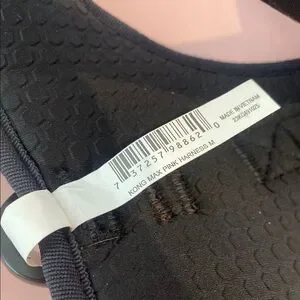 7 37257 98862 0
KONG MAX PINK HARNESS M
MADE IN VIETNAM